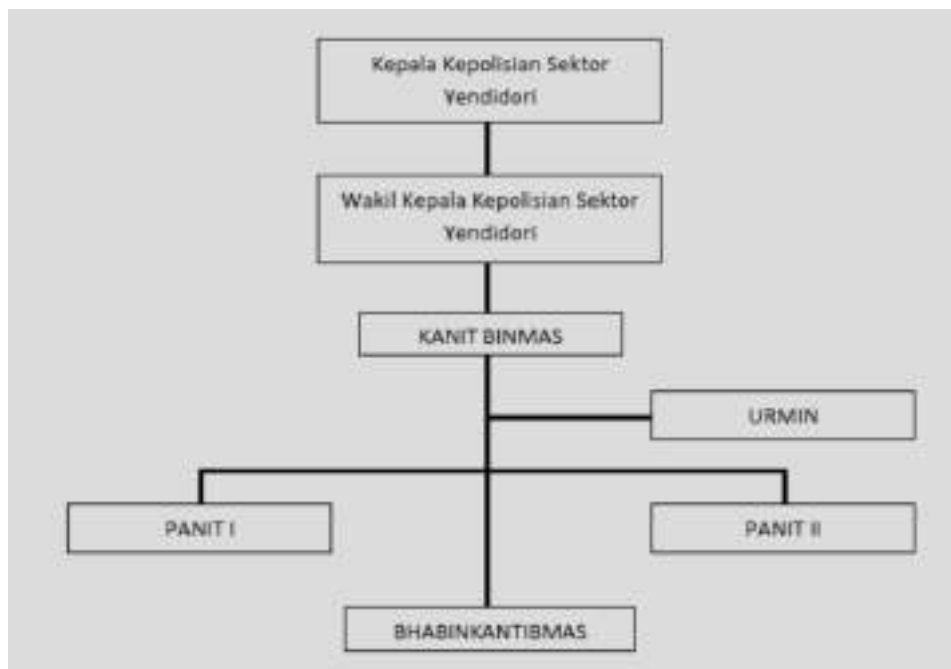 Kepala Kepolisian Sektor
Yendidori
Wakil Kepala Kepolisian Sektor
Yendidori
KANIT BINMAS
URMIN
PANIT I
PANIT II
BHABINKANTIBMAS